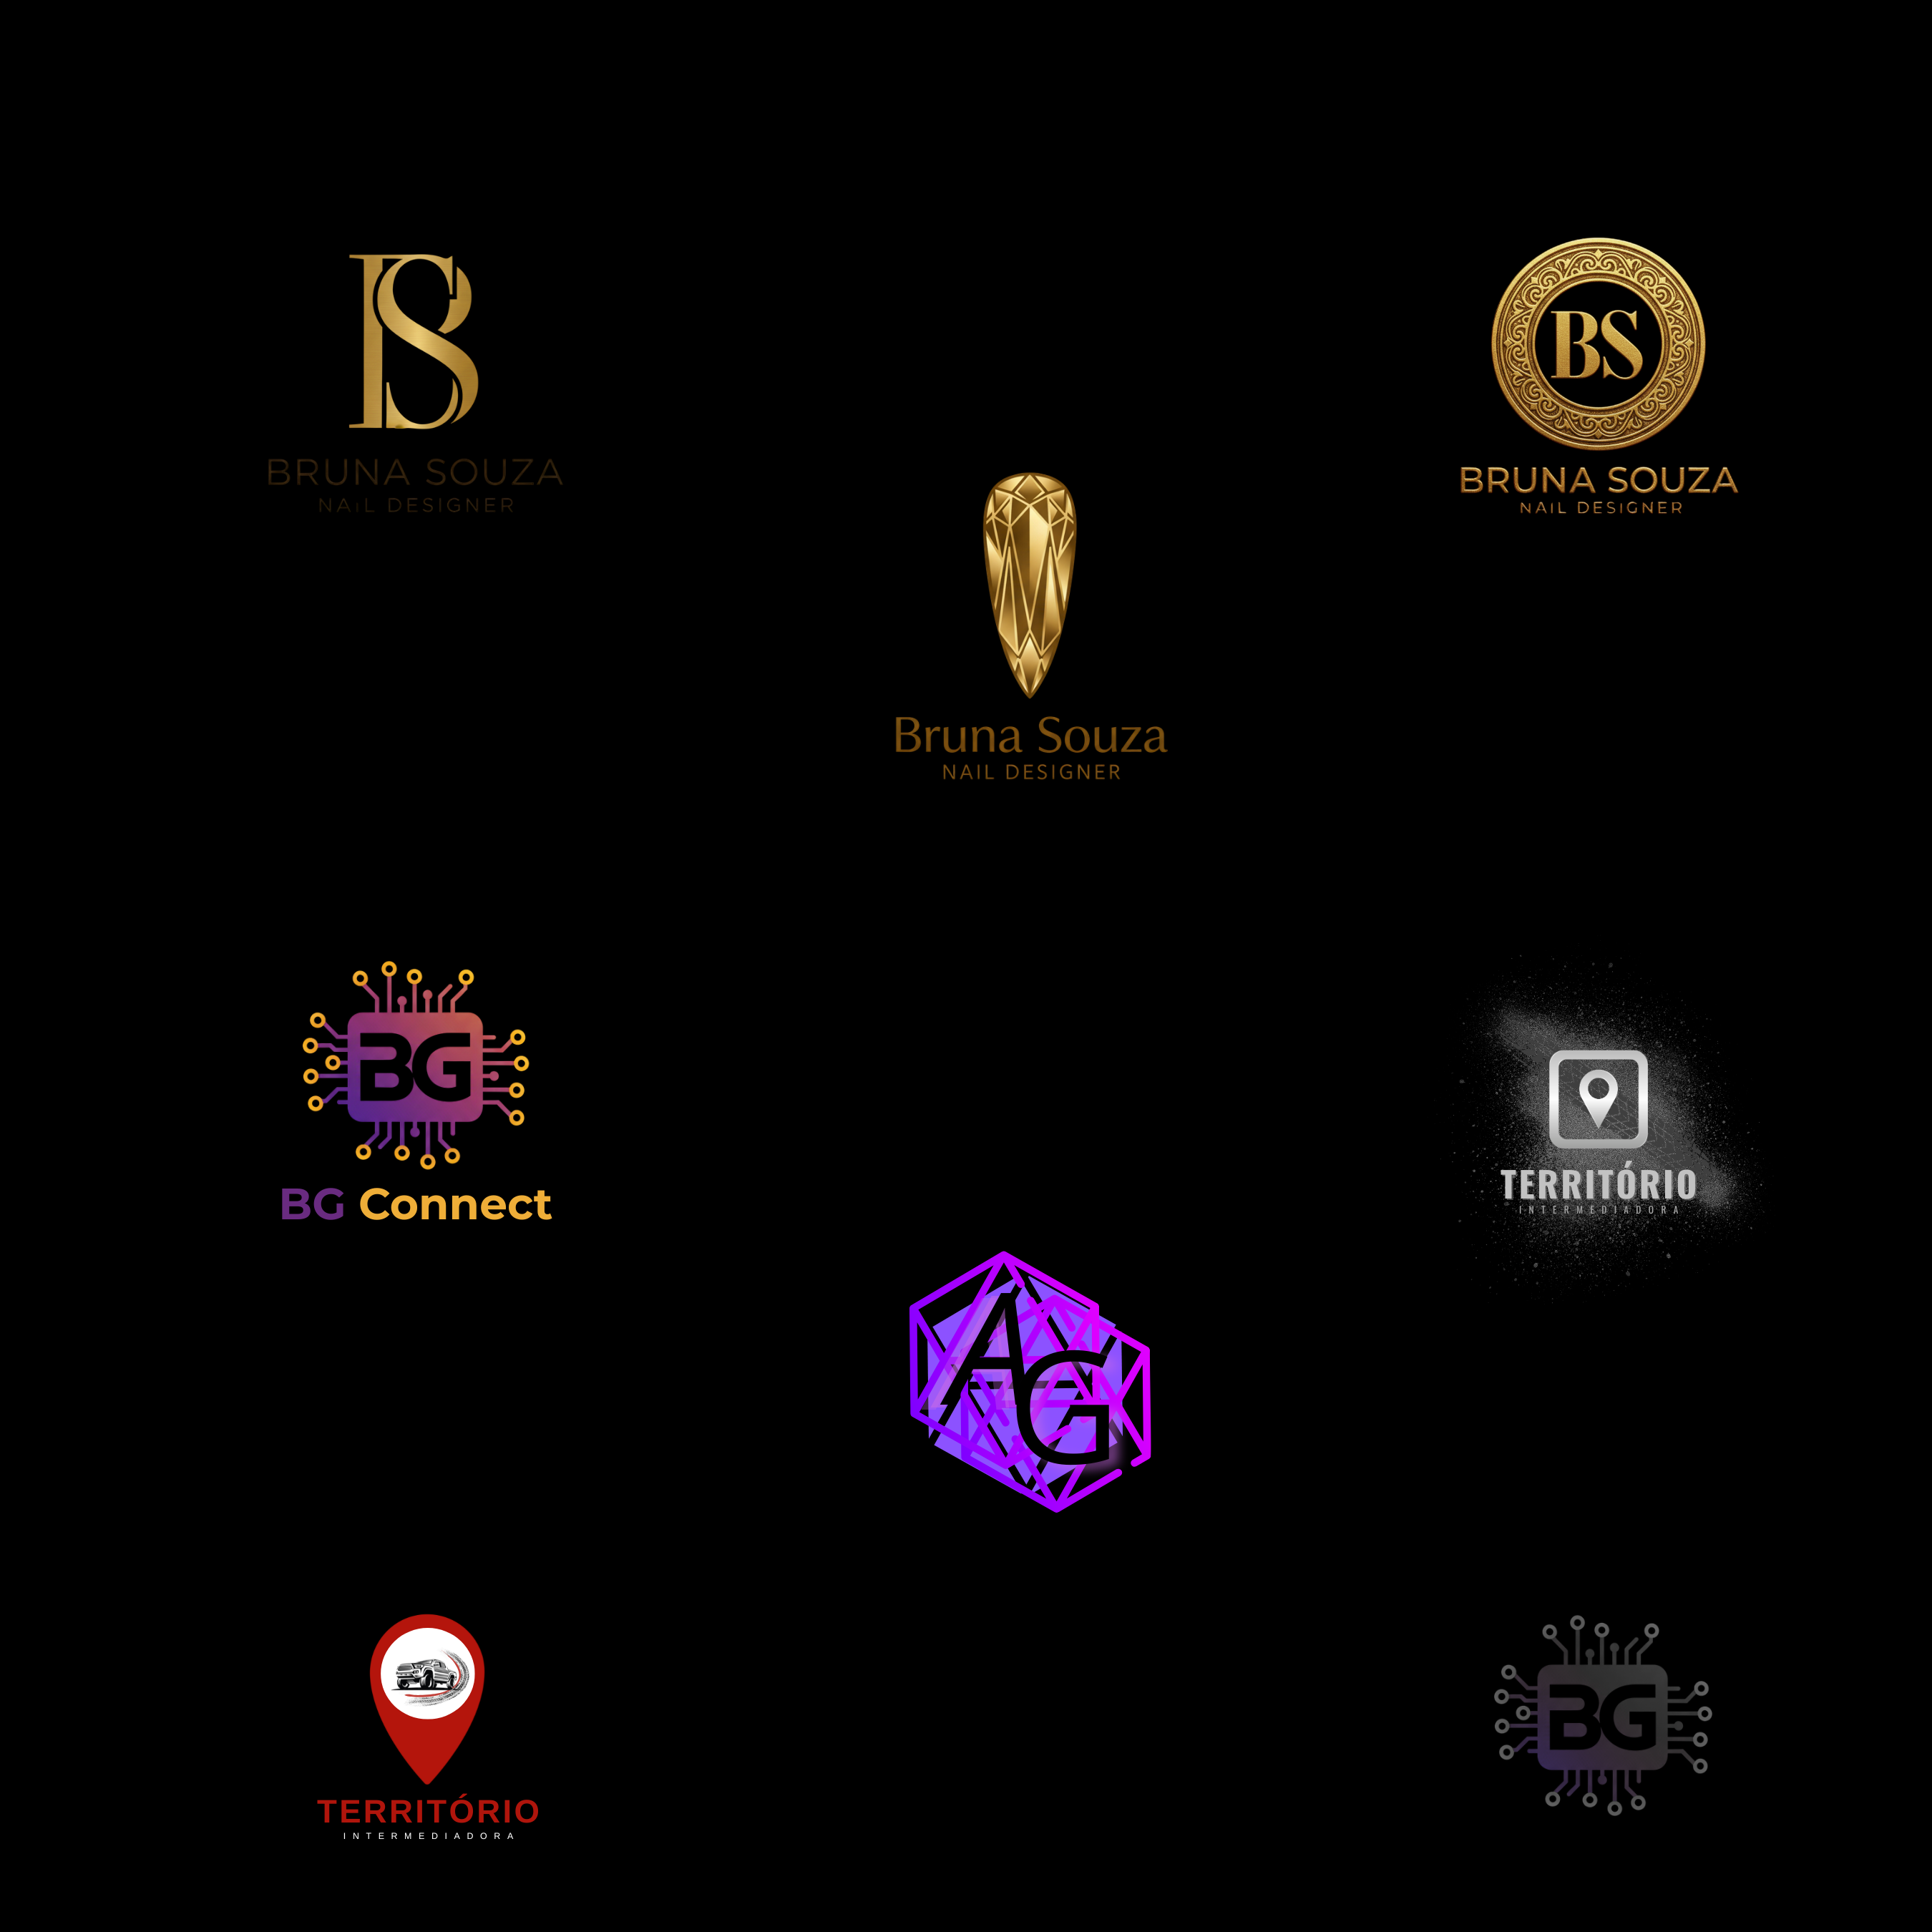 BS
BRUNA SOUZA
NAIL DESIGNER
BS
BRUNA SOUZA
NAIL DESIGNER
Bruna Souza
NAIL DESIGNER
BG
BG Connect
TERRITÓRIO
INTERMEDIADORA
AG
TERRITÓRIO
INTERMEDIADORA
BG